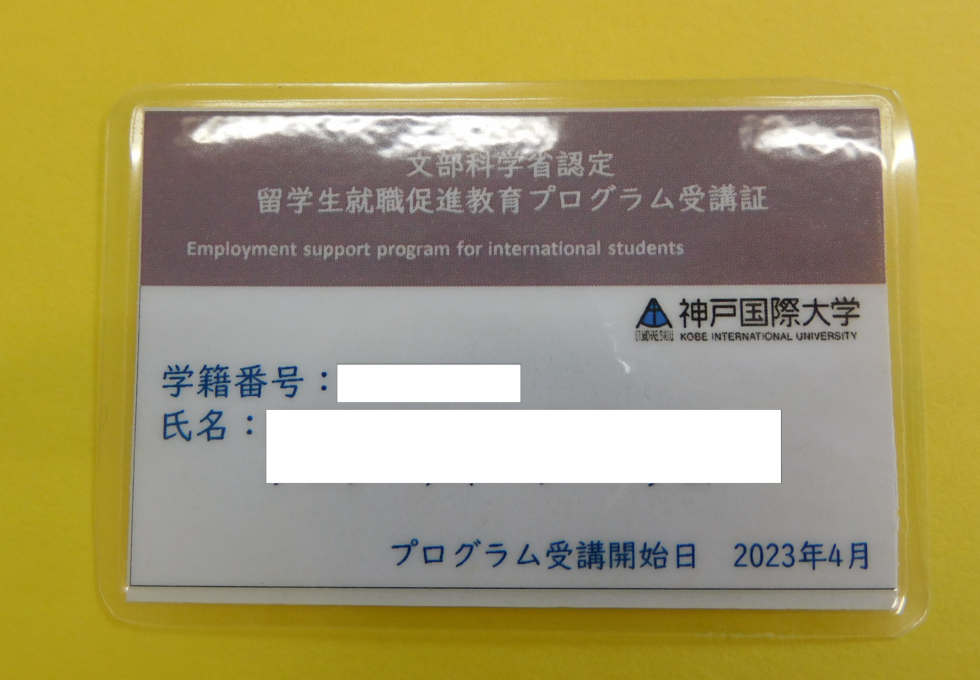 文部科学省認定
留学生就職促進教育プログラム受講証
Employment support program for international students
神戸国際大学
KOBE INTERNATIONAL UNIVERSITY
学籍番号：
氏名：
プログラム受講開始日　2023年4月